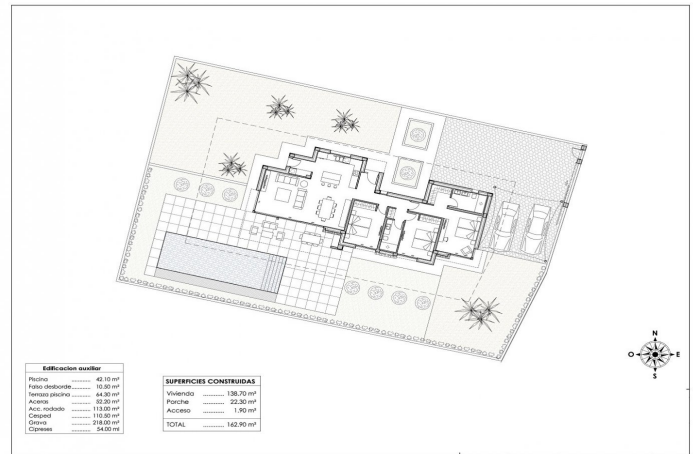 N
O
E
S
Edificacion auxiliar
Piscina ............ 42.10 m²
Falso desborde ............ 10.50 m²
Terraza piscina ............ 64.30 m²
Aceras ............ 52.20 m²
Acc. rodado ............ 113.00 m²
Cesped ............ 110.50 m²
Grava ............ 218.00 m²
Cipreses ............ 54.00 ml
SUPERFICIES CONSTRUIDAS
Vivienda ............ 138,70 m²
Porche ............ 22.30 m²
Acceso ............ 1.90 m²
TOTAL ............ 162.90 m²